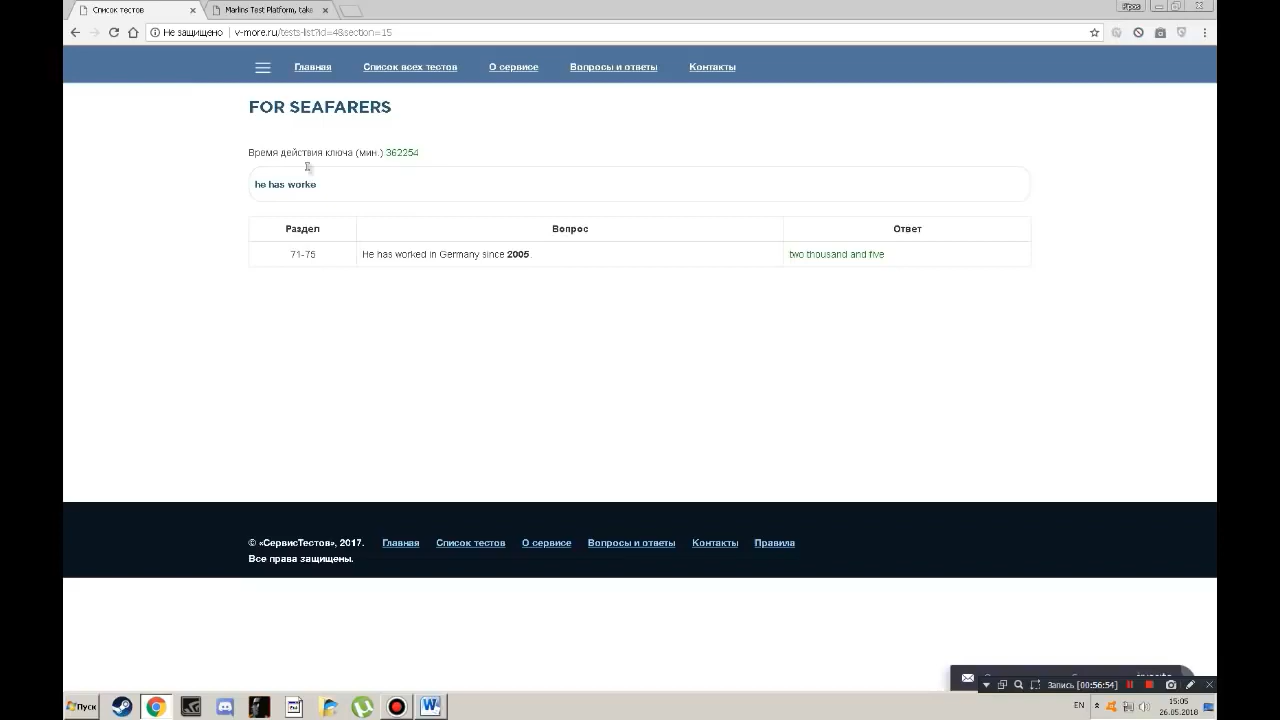 Список тестов
Marlins Test Platform, take
Не защищено
v-more.ru/tests-list?id=4&section=15
Главная
Список всех тестов
О сервисе
Вопросы и ответы
Контакты
FOR SEAFARERS
Время действия ключа (мин.) 362254
he has worke
Раздел
Вопрос
Ответ
71-75
He has worked in Germany since 2005.
two thousand and five
© «СервисТестов», 2017.
Главная
Список тестов
О сервисе
Вопросы и ответы
Контакты
Правила
Все права защищены.
Запись [00:56:54]
Пуск
EN
15:05
26.05.2018